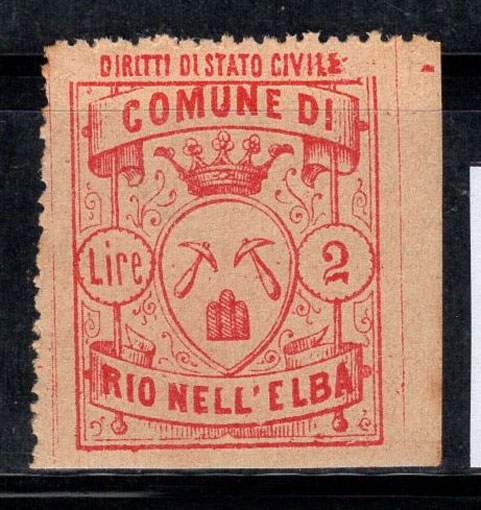 DIRITTI DI STATO CIVILE
COMUNE DI
Lire 2
RIO NELL'ELBA